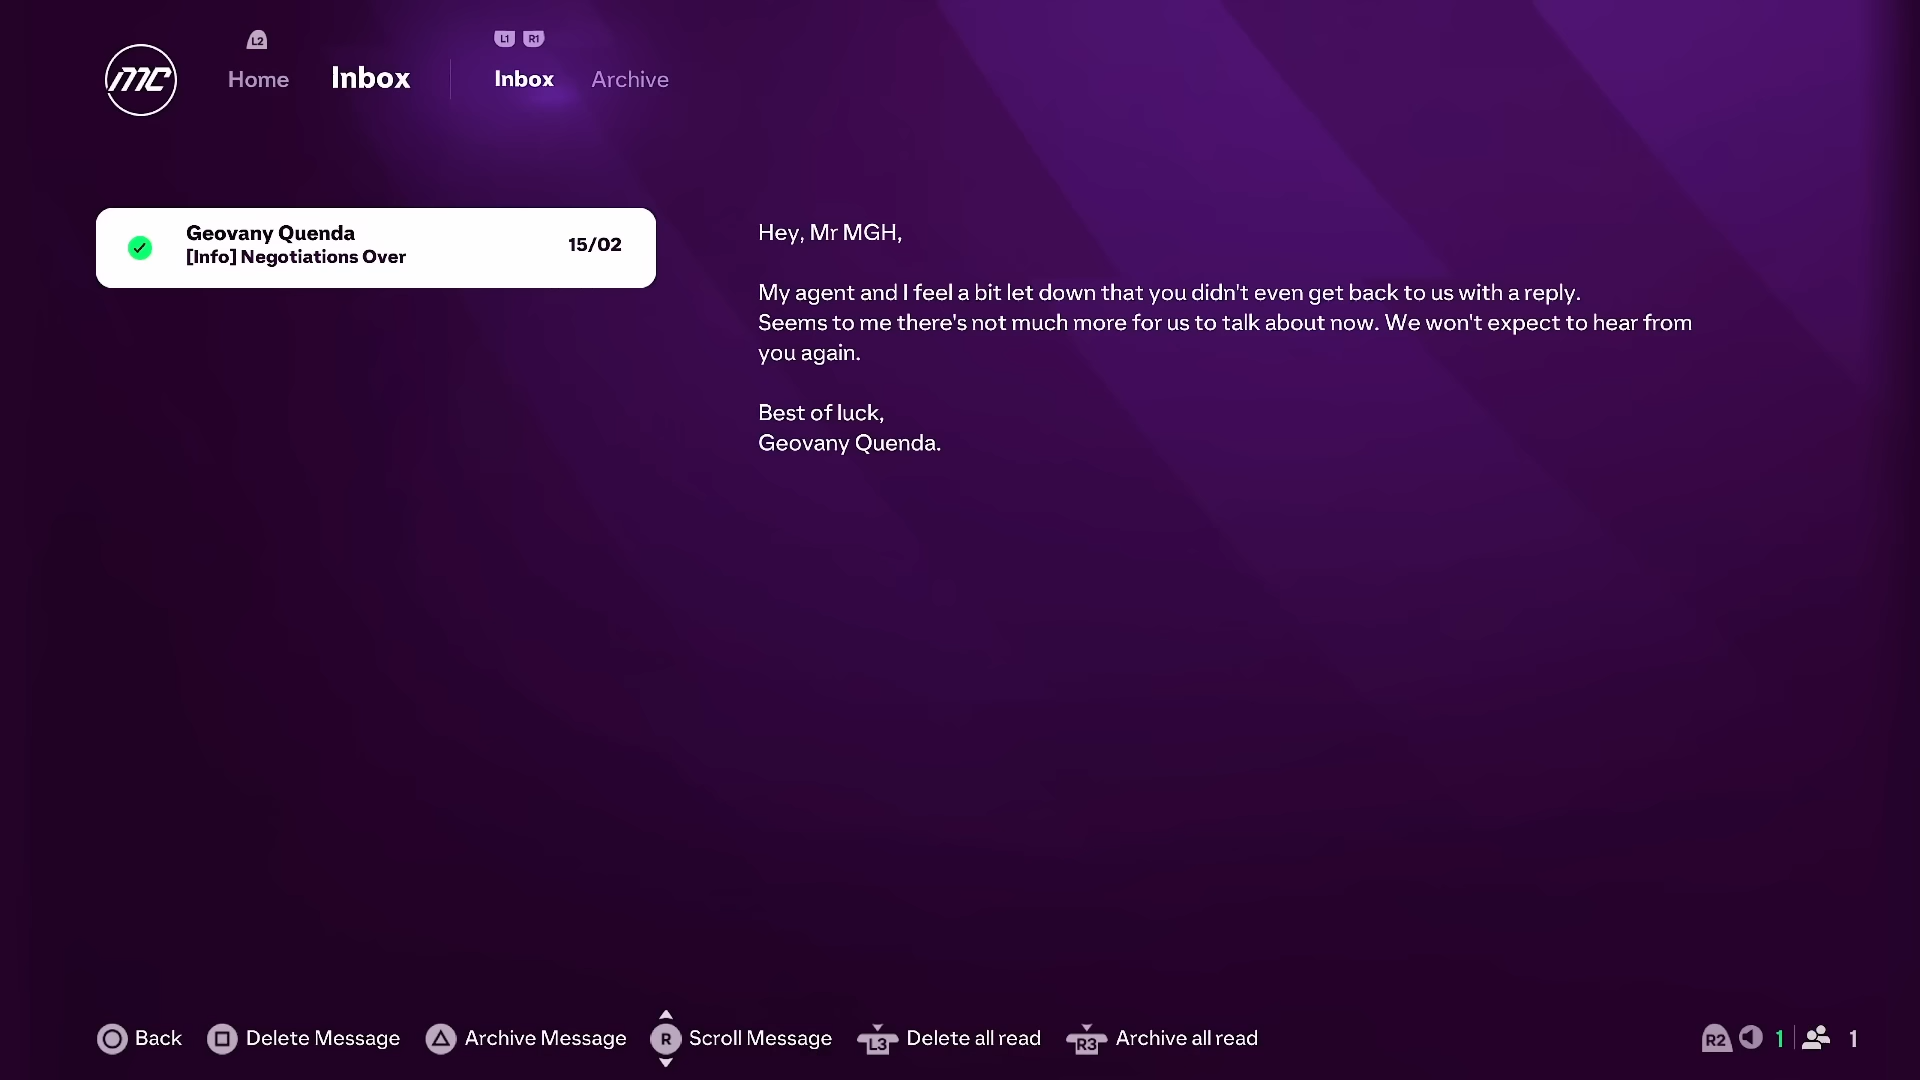 L2
L1 R1
MC
Home
Inbox
Inbox
Archive
Geovany Quenda
[Info] Negotiations Over
15/02
Hey, Mr MGH,
My agent and I feel a bit let down that you didn't even get back to us with a reply.
Seems to me there's not much more for us to talk about now. We won't expect to hear from
you again.
Best of luck,
Geovany Quenda.
Back
Delete Message
Archive Message
R Scroll Message
L3 Delete all read
R3 Archive all read
R2 1 1